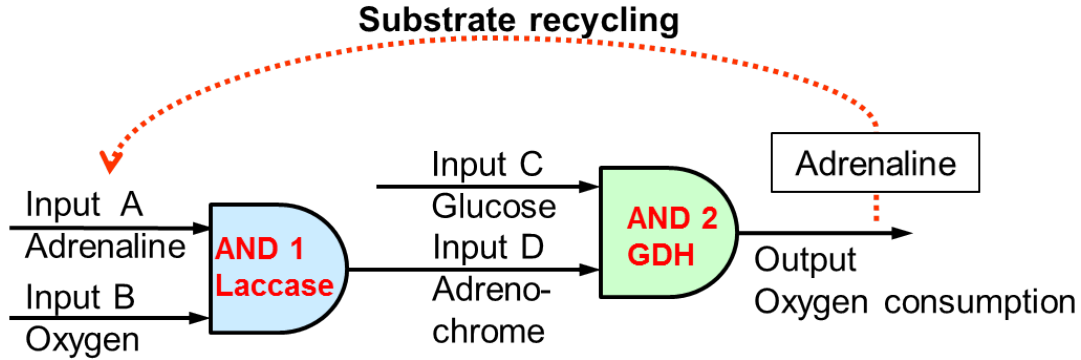 Substrate recycling
Input A
Adrenaline
Input B
Oxygen
AND 1
Laccase
Input C
Glucose
Input D
Adreno-
chrome
AND 2
GDH
Adrenaline
Output
Oxygen consumption